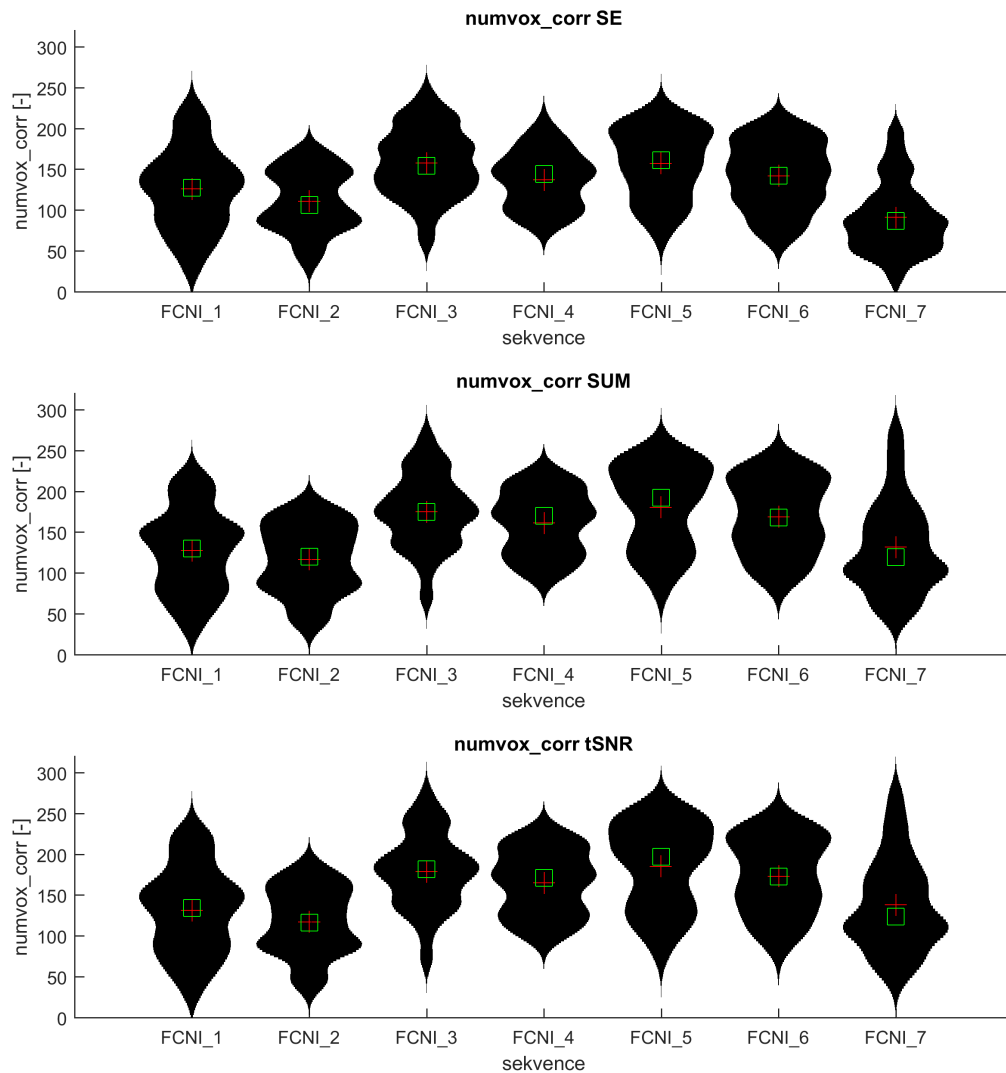 numvox_corr SE
300
250
200
150
100
50
0
numvox_corr [-]
FCNI_1 FCNI_2 FCNI_3 FCNI_4 FCNI_5 FCNI_6 FCNI_7
sekvence
numvox_corr SUM
300
250
200
150
100
50
0
numvox_corr [-]
FCNI_1 FCNI_2 FCNI_3 FCNI_4 FCNI_5 FCNI_6 FCNI_7
sekvence
numvox_corr tSNR
300
250
200
150
100
50
0
numvox_corr [-]
FCNI_1 FCNI_2 FCNI_3 FCNI_4 FCNI_5 FCNI_6 FCNI_7
sekvence